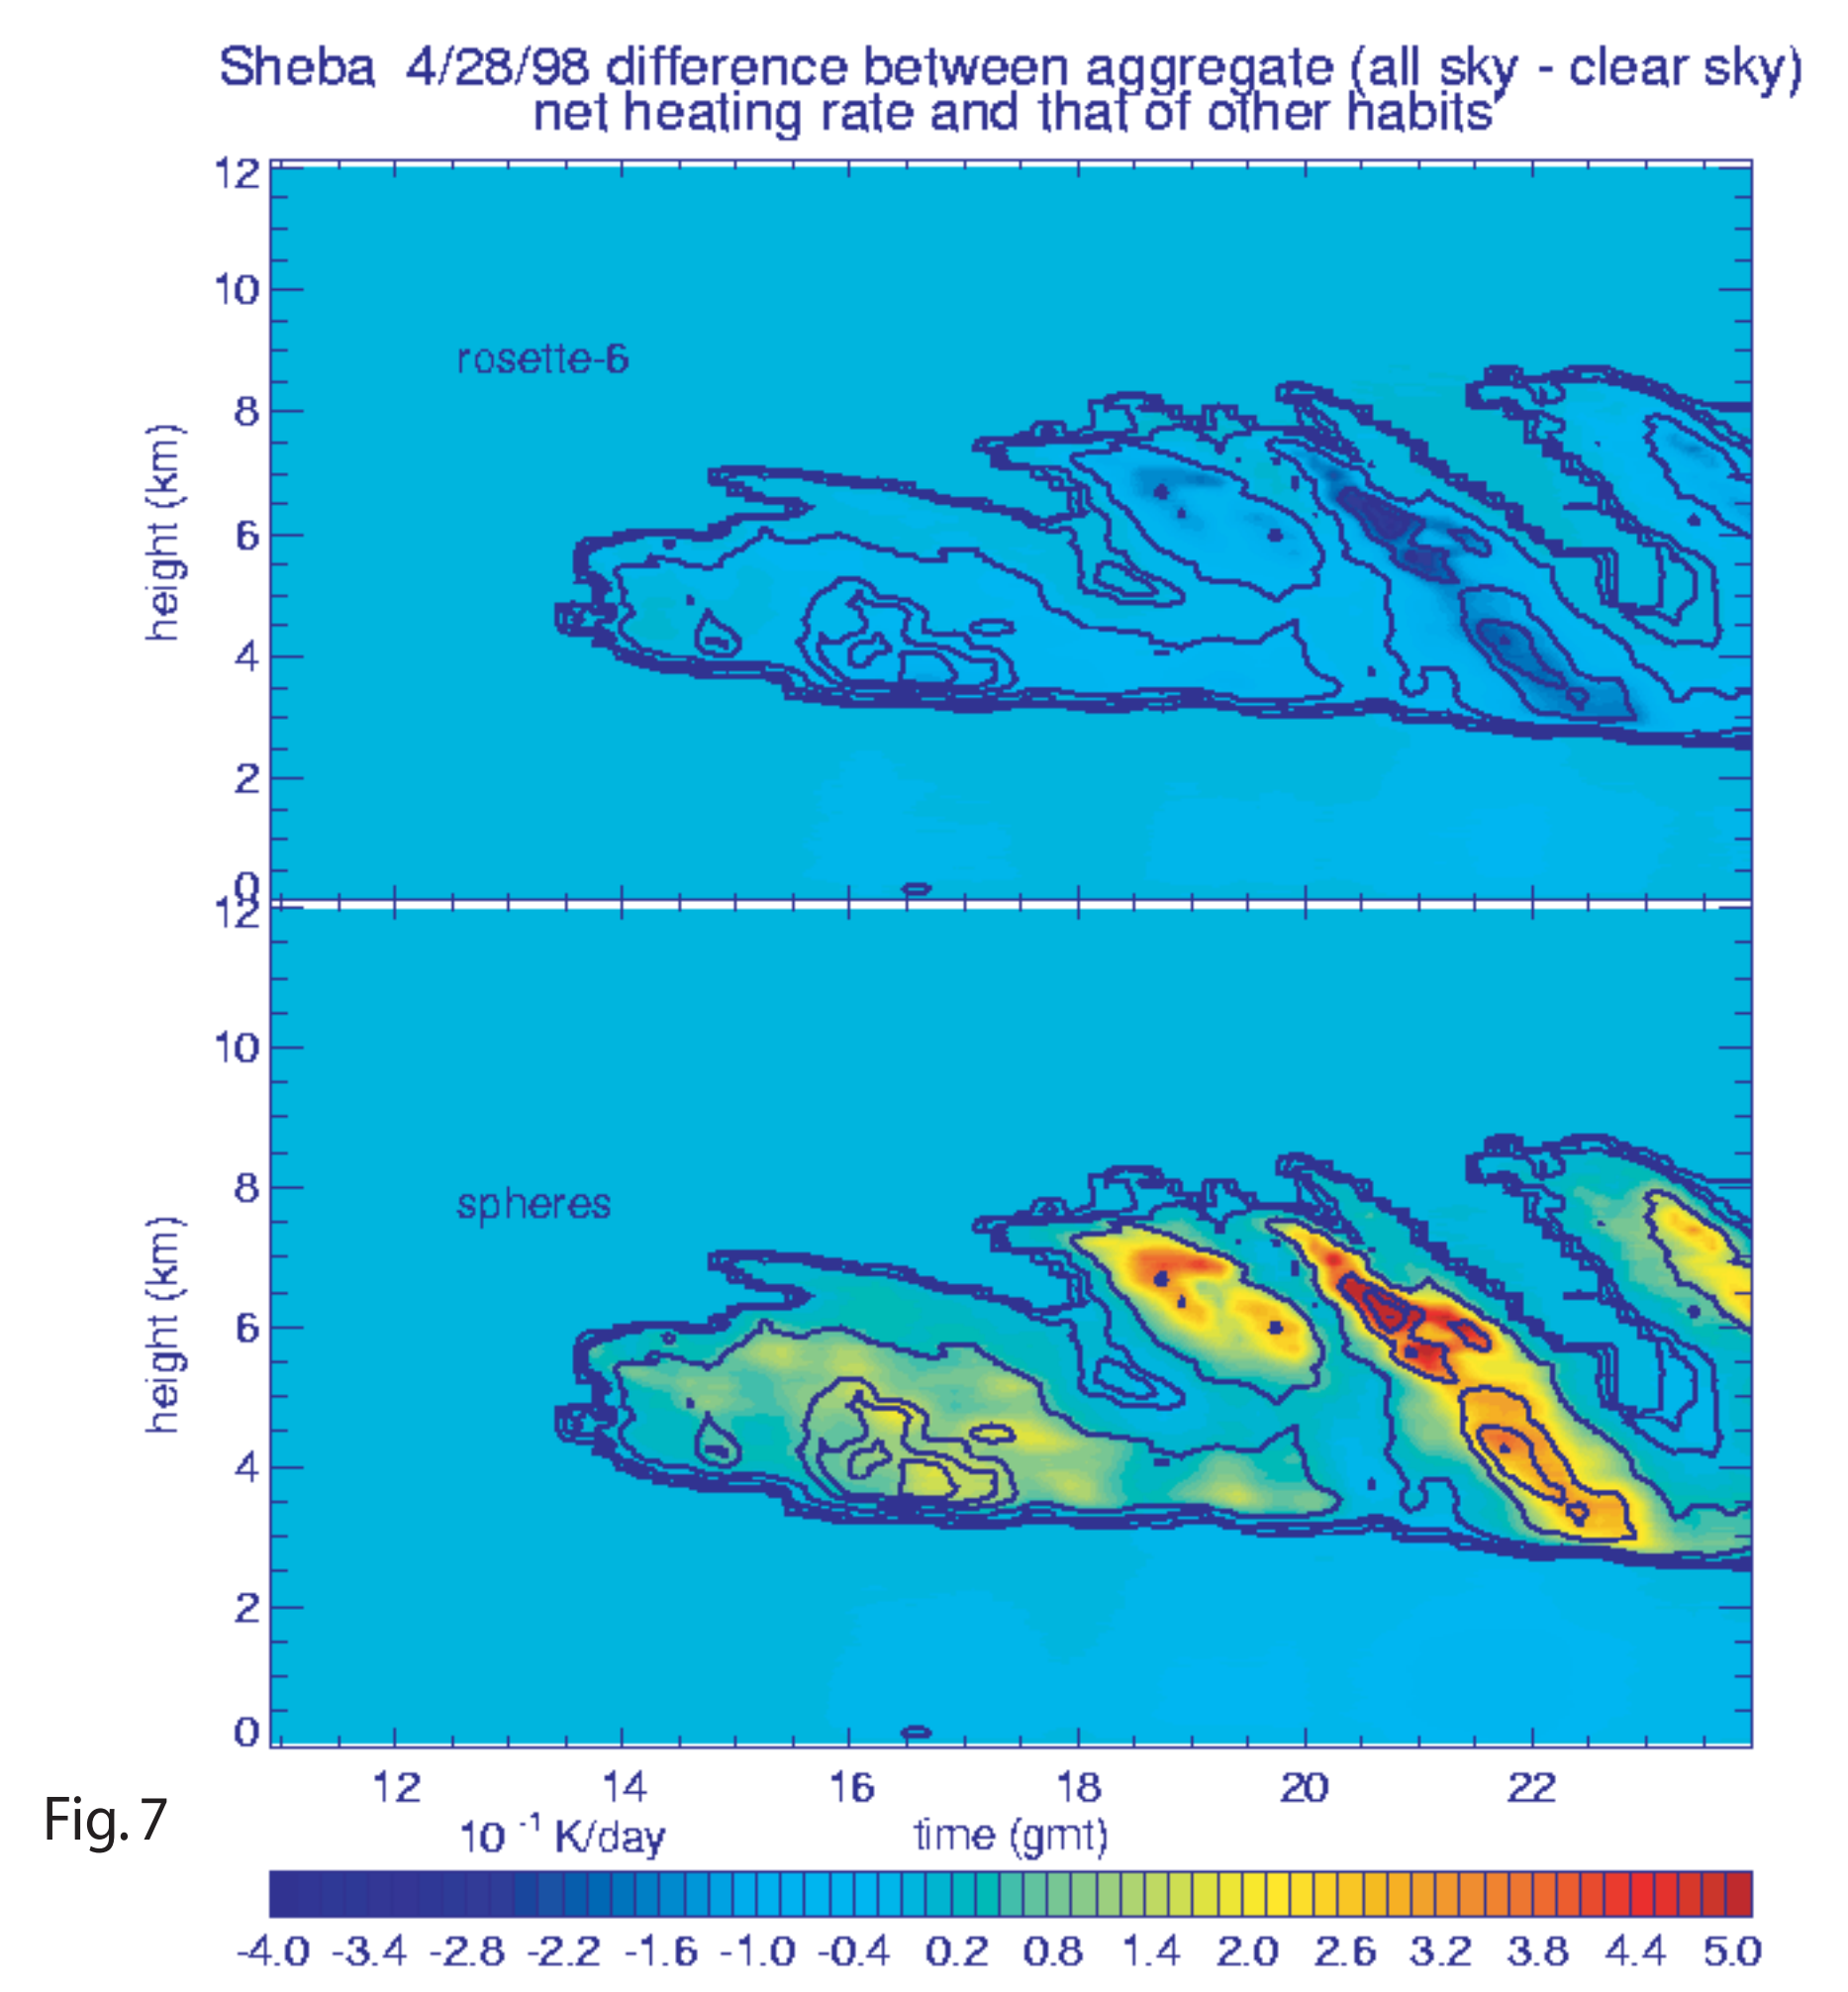 Sheba 4/28/98 difference between aggregate (all sky - clear sky)
net heating rate and that of other habits
12
10
8
6
4
2
0
height (km)
rosette-6
12
10
8
6
4
2
0
height (km)
spheres
12 14 16 18 20 22
Fig. 7
10 -1 K/day time (gmt)
-4.0 -3.4 -2.8 -2.2 -1.6 -1.0 -0.4 0.2 0.8 1.4 2.0 2.6 3.2 3.8 4.4 5.0